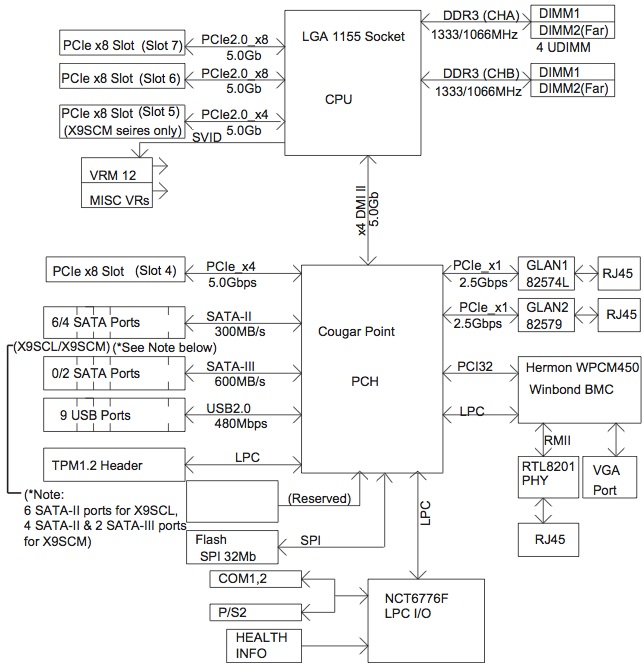 PCIe x8 Slot (Slot 7)
PCIe2.0_x8
5.0Gb
PCIe x8 Slot (Slot 6)
PCIe2.0_x8
5.0Gb
PCIe x8 Slot (Slot 5)
(X9SCM seires only)
PCIe2.0_x4
5.0Gb
SVID
VRM 12
MISC VRs
LGA 1155 Socket
CPU
DDR3 (CHA)
1333/1066MHz
DIMM1
DIMM2(Far)
4 UDIMM
DDR3 (CHB)
1333/1066MHz
DIMM1
DIMM2(Far)
x4 DMI II
5.0Gb
PCIe x8 Slot (Slot 4)
PCIe_x4
5.0Gbps
6/4 SATA Ports
SATA-II
300MB/s
(X9SCL/X9SCM) (*See Note below)
0/2 SATA Ports
SATA-III
600MB/s
9 USB Ports
USB2.0
480Mbps
TPM1.2 Header
LPC
(*Note:
6 SATA-II ports for X9SCL,
4 SATA-II & 2 SATA-III ports
for X9SCM)
(Reserved)
Flash
SPI 32Mb
SPI
Cougar Point
PCH
PCIe_x1
2.5Gbps
GLAN1
82574L
RJ45
PCIe_x1
2.5Gbps
GLAN2
82579
RJ45
PCI32
LPC
Hermon WPCM450
Winbond BMC
RMII
RTL8201
PHY
VGA
Port
RJ45
LPC
COM1,2
P/S2
HEALTH
INFO
NCT6776F
LPC I/O